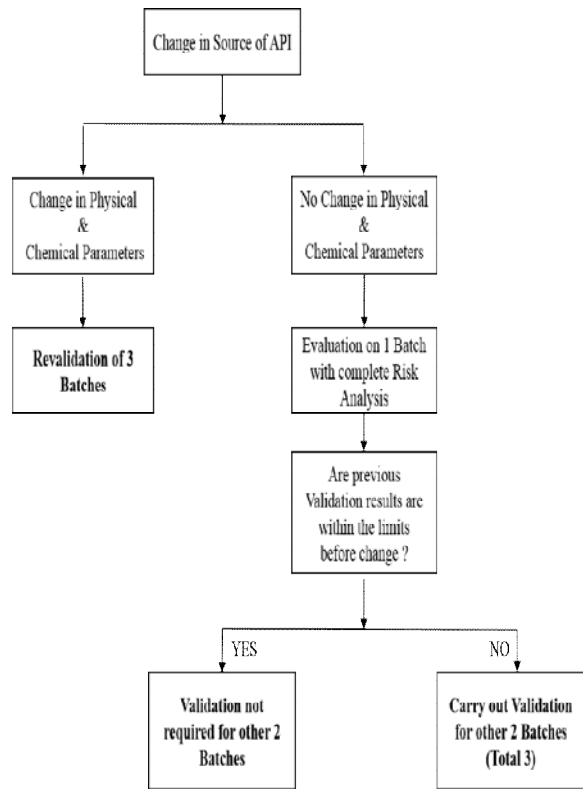 Change in Source of API
Change in Physical
&
Chemical Parameters
No Change in Physical
&
Chemical Parameters
Revalidation of 3
Batches
Evaluation on 1 Batch
with complete Risk
Analysis
Are previous
Validation results are
within the limits
before change ?
YES
NO
Validation not
required for other 2
Batches
Carry out Validation
for other 2 Batches
(Total 3)